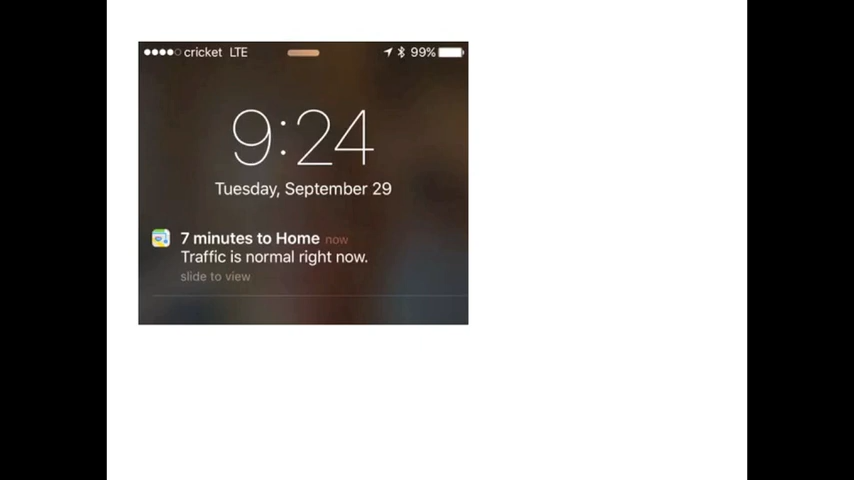 cricket LTE 99%
9:24
Tuesday, September 29
7 minutes to Home now
Traffic is normal right now.
slide to view